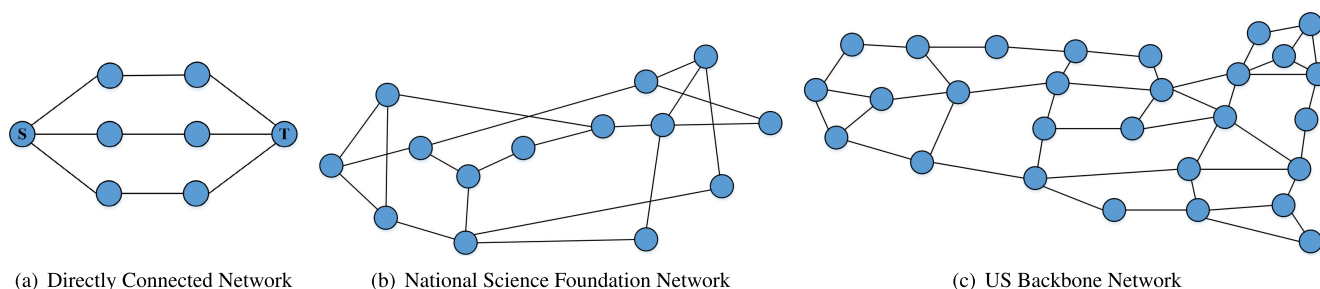 S T
(a) Directly Connected Network
(b) National Science Foundation Network
(c) US Backbone Network